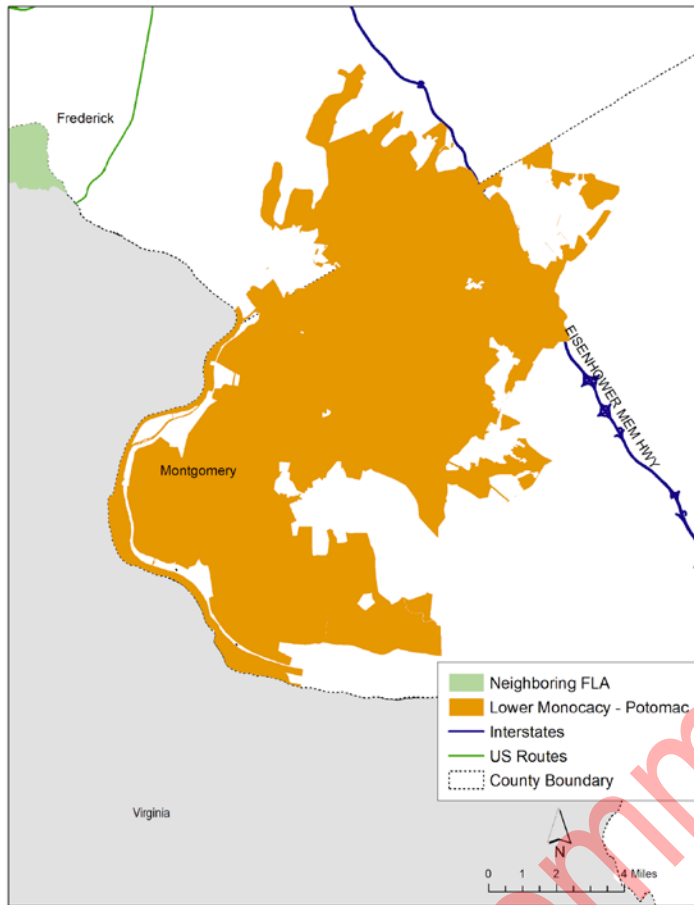 Frederick
EISENHOWER MEM HWY
Montgomery
Neighboring FLA
Lower Monocacy - Potomac
Interstates
US Routes
County Boundary
Virginia
N
0 1 2 4 Miles
omm